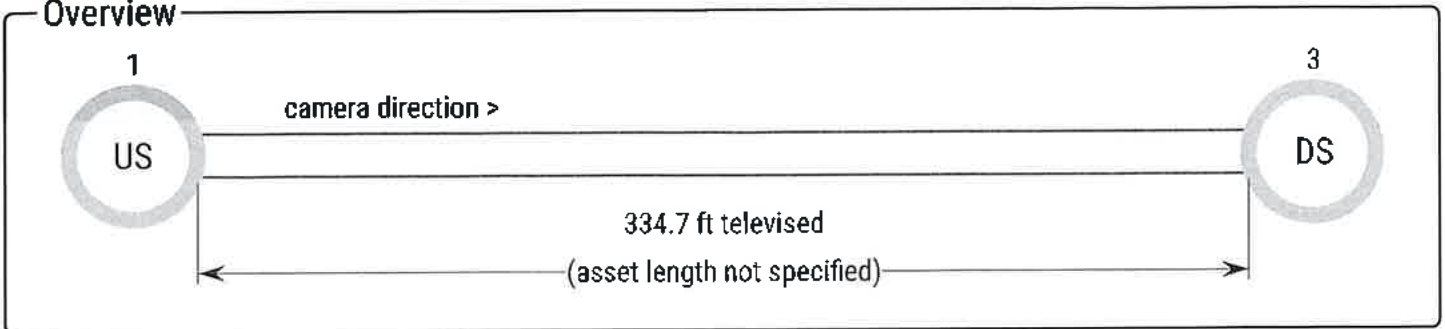 Overview
1
3
camera direction >
US
DS
334.7 ft televised
(asset length not specified)